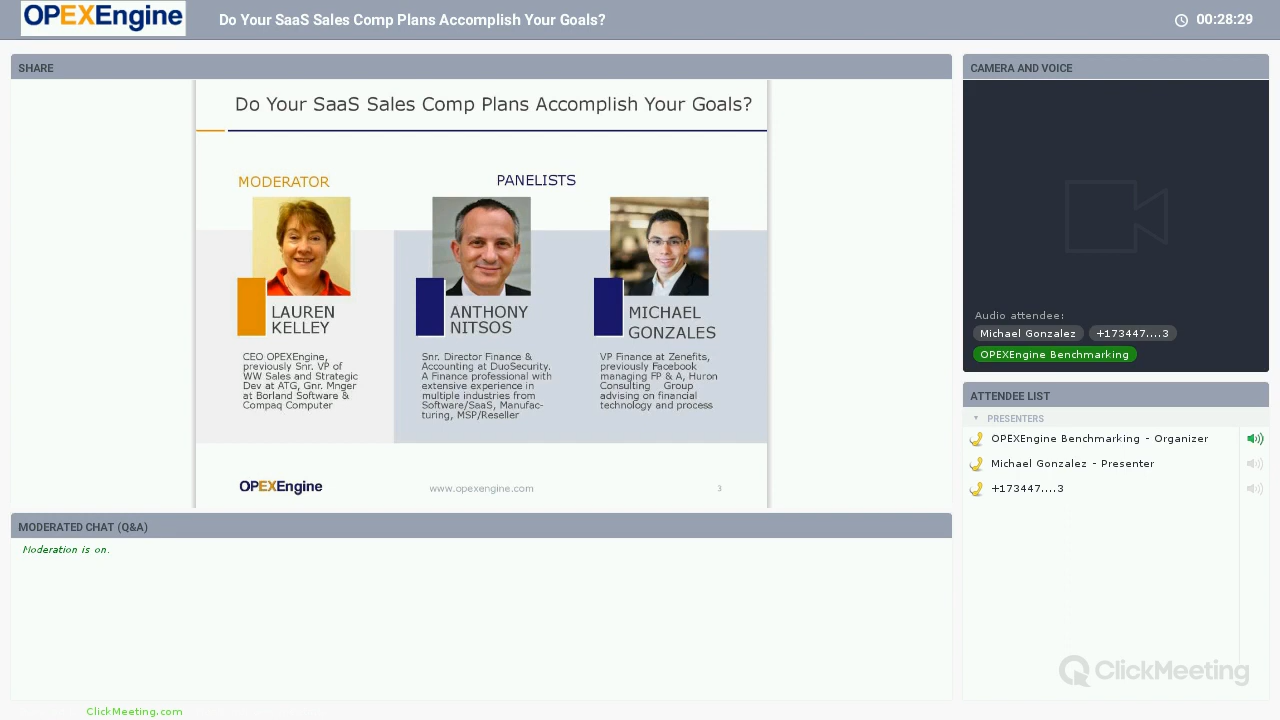 OPEXEngine
Do Your SaaS Sales Comp Plans Accomplish Your Goals?
00:28:29
SHARE
Do Your SaaS Sales Comp Plans Accomplish Your Goals?
MODERATOR
PANELISTS
LAUREN
KELLEY
CEO OPEXEngine,
previously Snr. VP of
WW Sales and Strategic
Dev at ATG, Gnr. Mnger
at Borland Software &
Compaq Computer
ANTHONY
NITSOS
Snr. Director Finance &
Accounting at DuoSecurity.
A Finance professional with
extensive experience in
multiple industries from
Software/SaaS, Manufac-
turing, MSP/Reseller
MICHAEL
GONZALES
VP Finance at Zenefits,
previously Facebook
managing FP & A, Huron
Consulting Group
advising on financial
technology and process
OPEXEngine
www.opexengine.com
3
MODERATED CHAT (Q&A)
Moderation is on.
ClickMeeting.com
CAMERA AND VOICE
Audio attendee:
Michael Gonzalez
+173447....3
OPEXEngine Benchmarking
ATTENDEE LIST
PRESENTERS
OPEXEngine Benchmarking - Organizer
Michael Gonzalez - Presenter
+173447....3
ClickMeeting